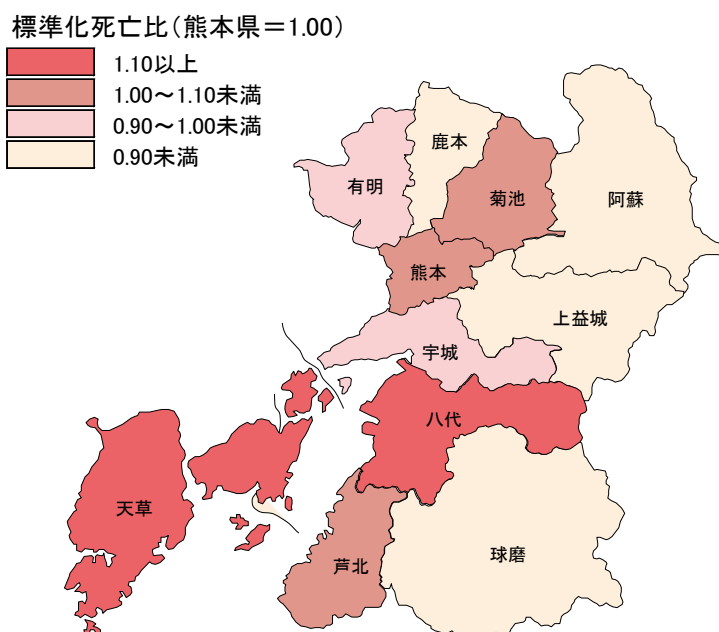 標準化死亡比(熊本県＝1.00)
1.10以上
1.00～1.10未満
0.90～1.00未満
0.90未満
鹿本
有明
菊池
阿蘇
熊本
上益城
宇城
八代
天草
球磨
芦北